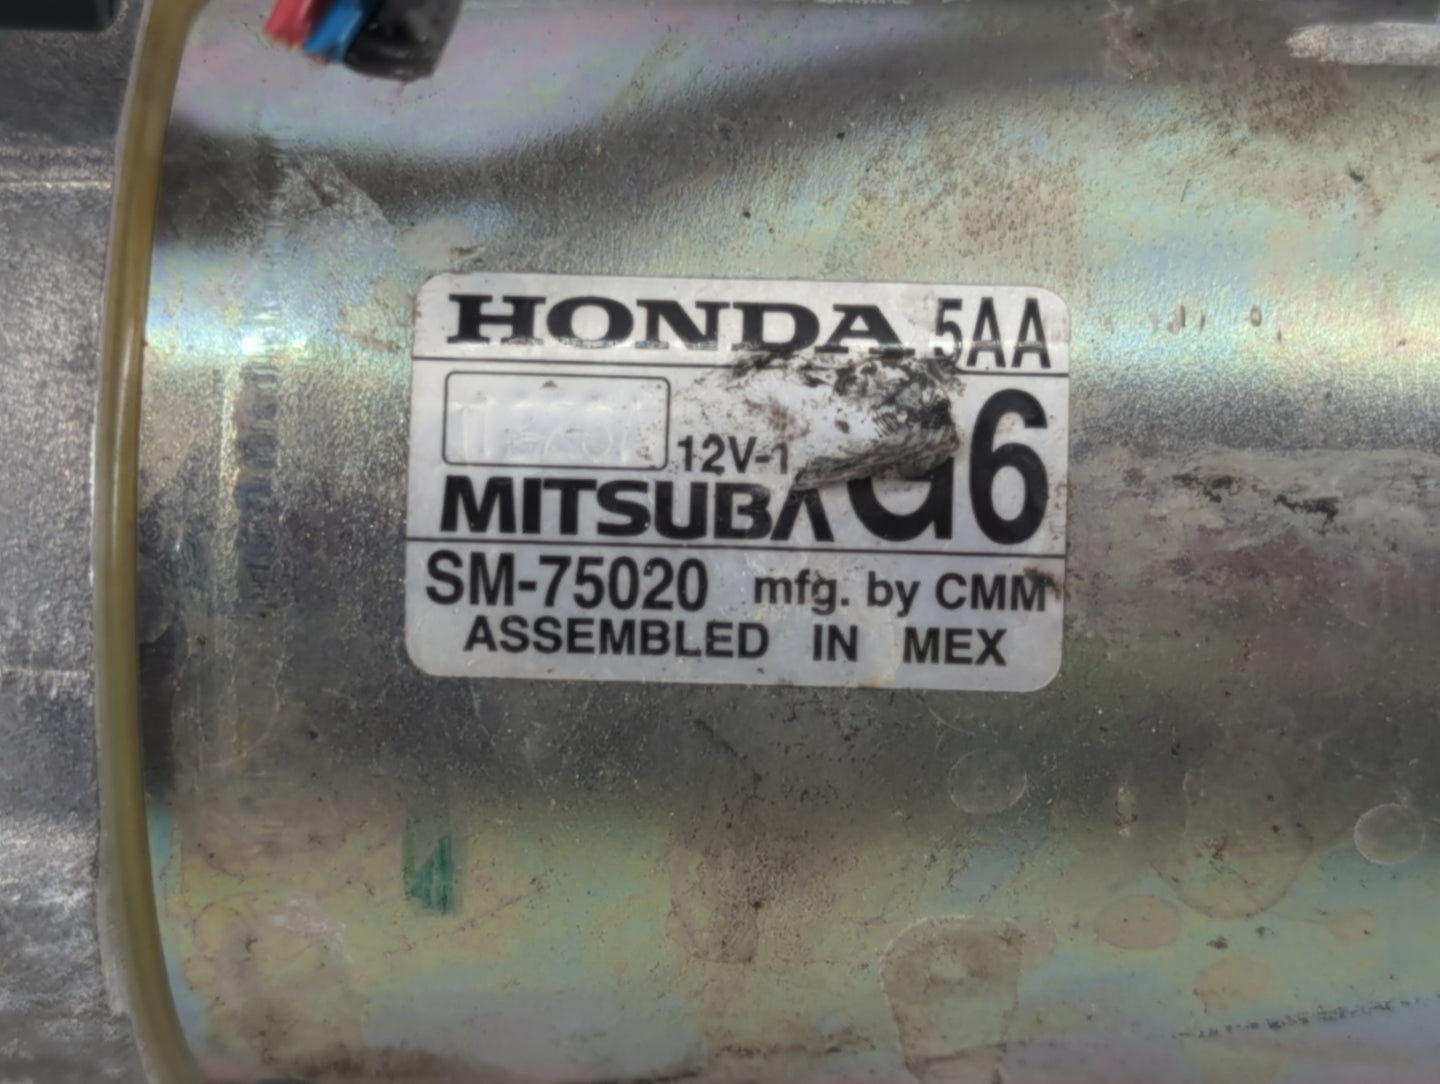 HONDA 5AA
12V-1
MITSUBA G6
SM-75020 mfg. by CMM
ASSEMBLED IN MEX